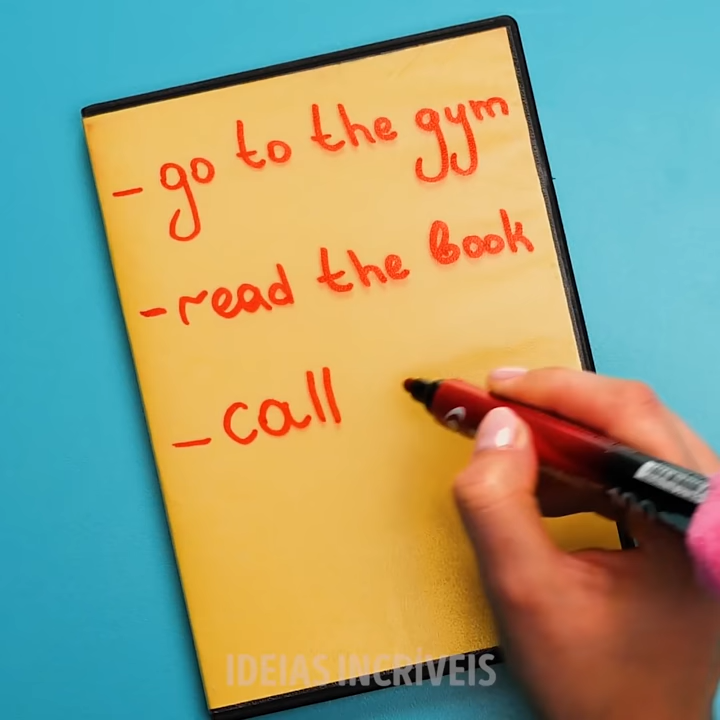 - go to the gym
- read the book
- call
IDEIAS INCRÍVEIS